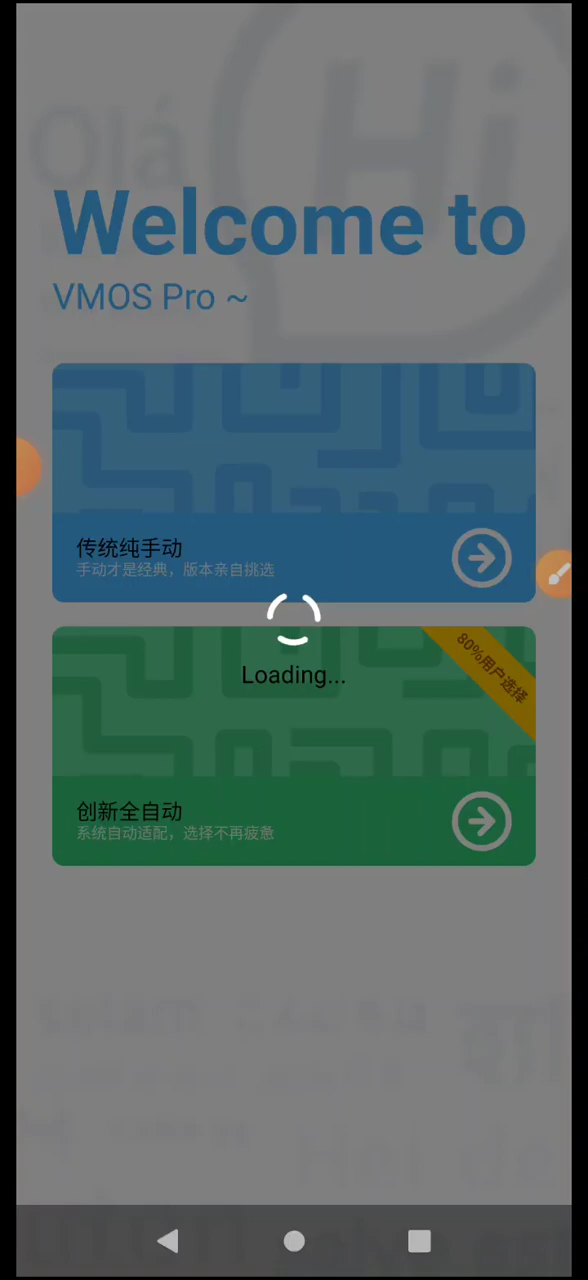 Hi
Olá
Welcome to
VMOS Pro ~
传统纯手动
手动才是经典，版本亲自挑选
Loading...
80%用户选择
创新全自动
系统自动适配，选择不再疲惫